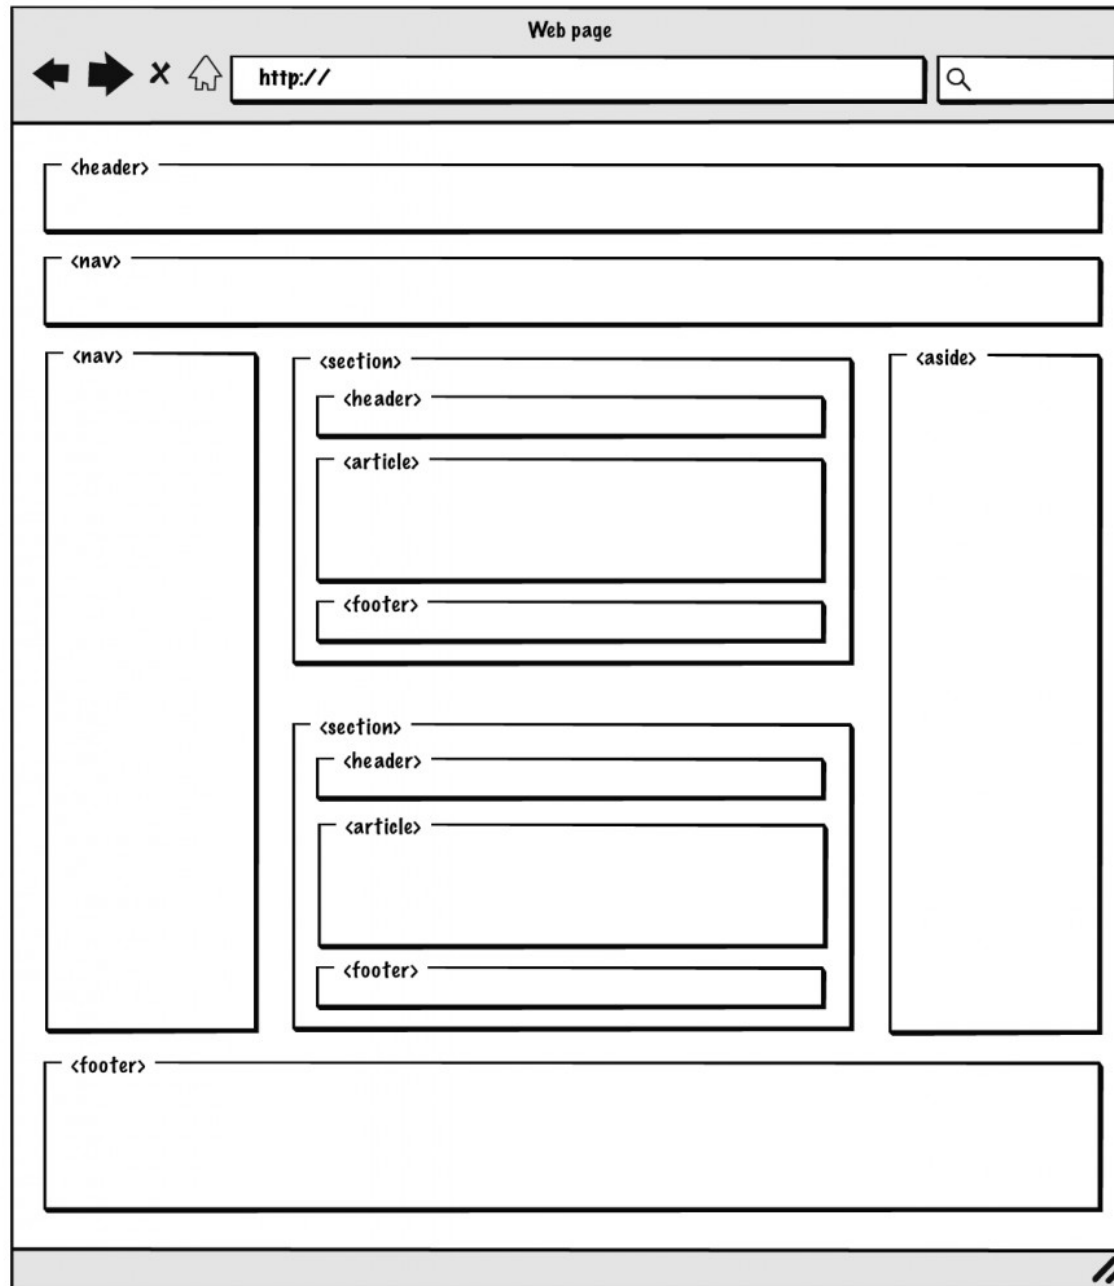 Web page
http://
<header>
<nav>
<nav>
<section>
<header>
<article>
<footer>
<section>
<header>
<article>
<footer>
<aside>
<footer>